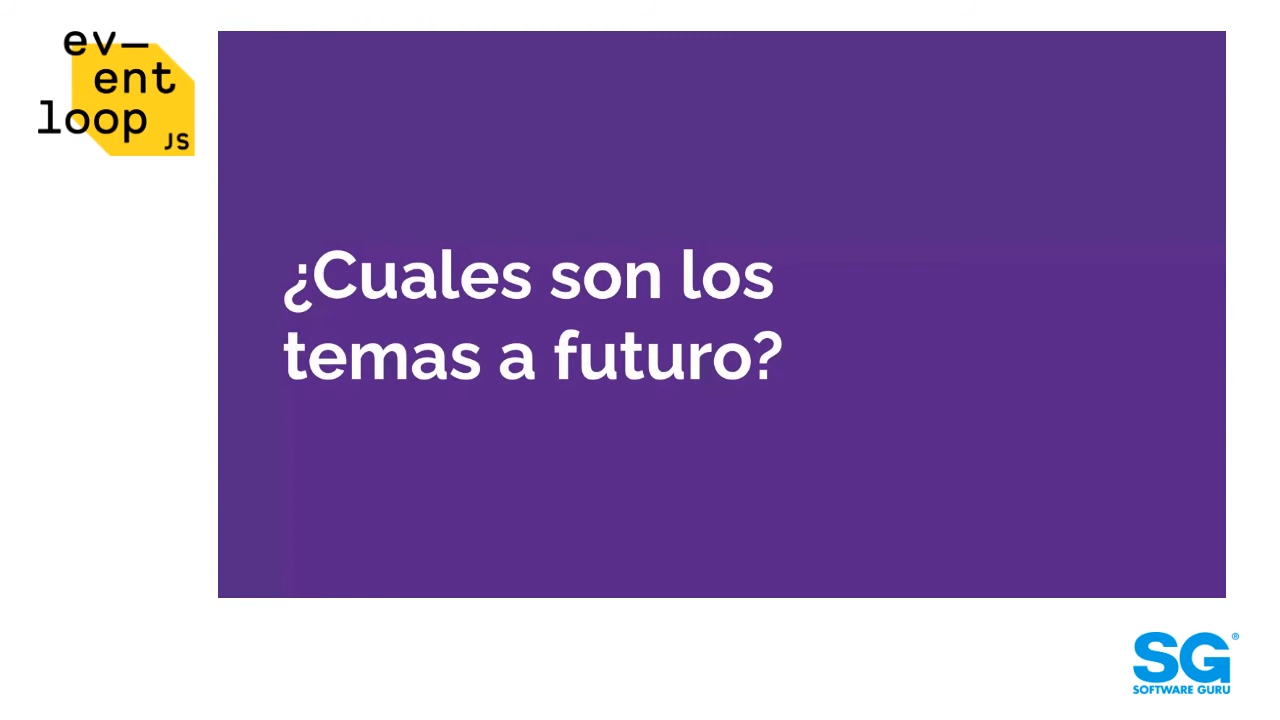 ev—
ent
loop
JS
¿Cuales son los
temas a futuro?
SG®
SOFTWARE GURU